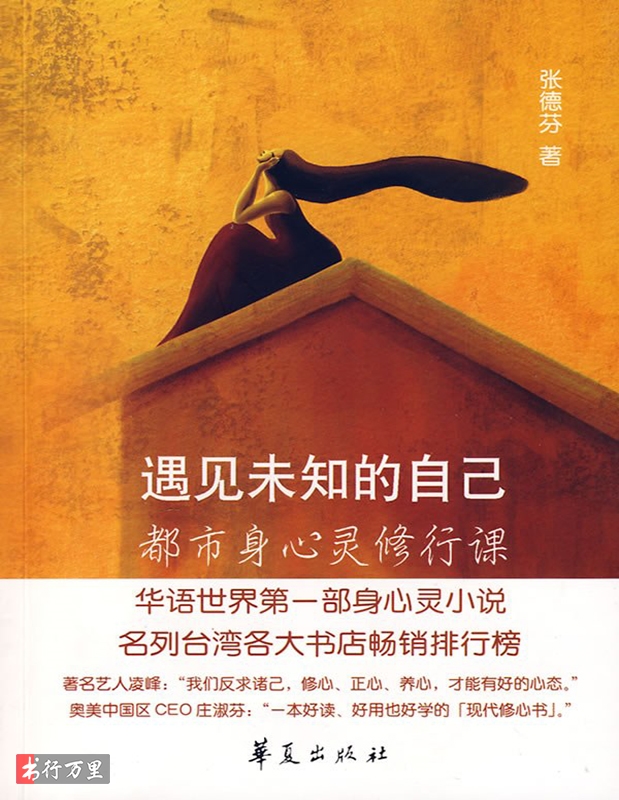 张德芬 著
遇见未知的自己
都市身心灵修行课
华语世界第一部身心灵小说
名列台湾各大书店畅销排行榜
著名艺人凌峰：“我们反求诸己，修心、正心、养心，才能有好的心态。”
奥美中国区CEO庄淑芬：“一本好读、好用也好学的「现代修心书」。”
華夏出版社
书行万里